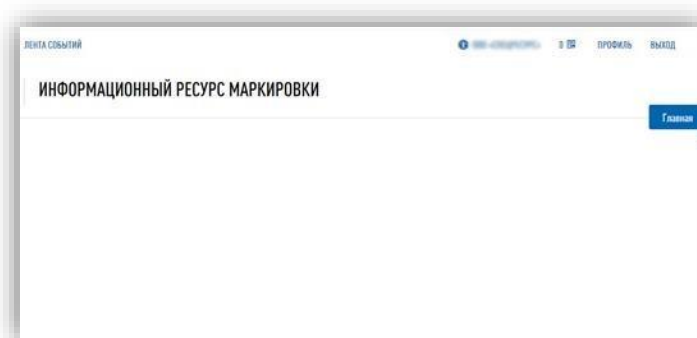 ЛЕНТА СОБЫТИЙ ПРОФИЛЬ ВЫХОД
ИНФОРМАЦИОННЫЙ РЕСУРС МАРКИРОВКИ
Главная